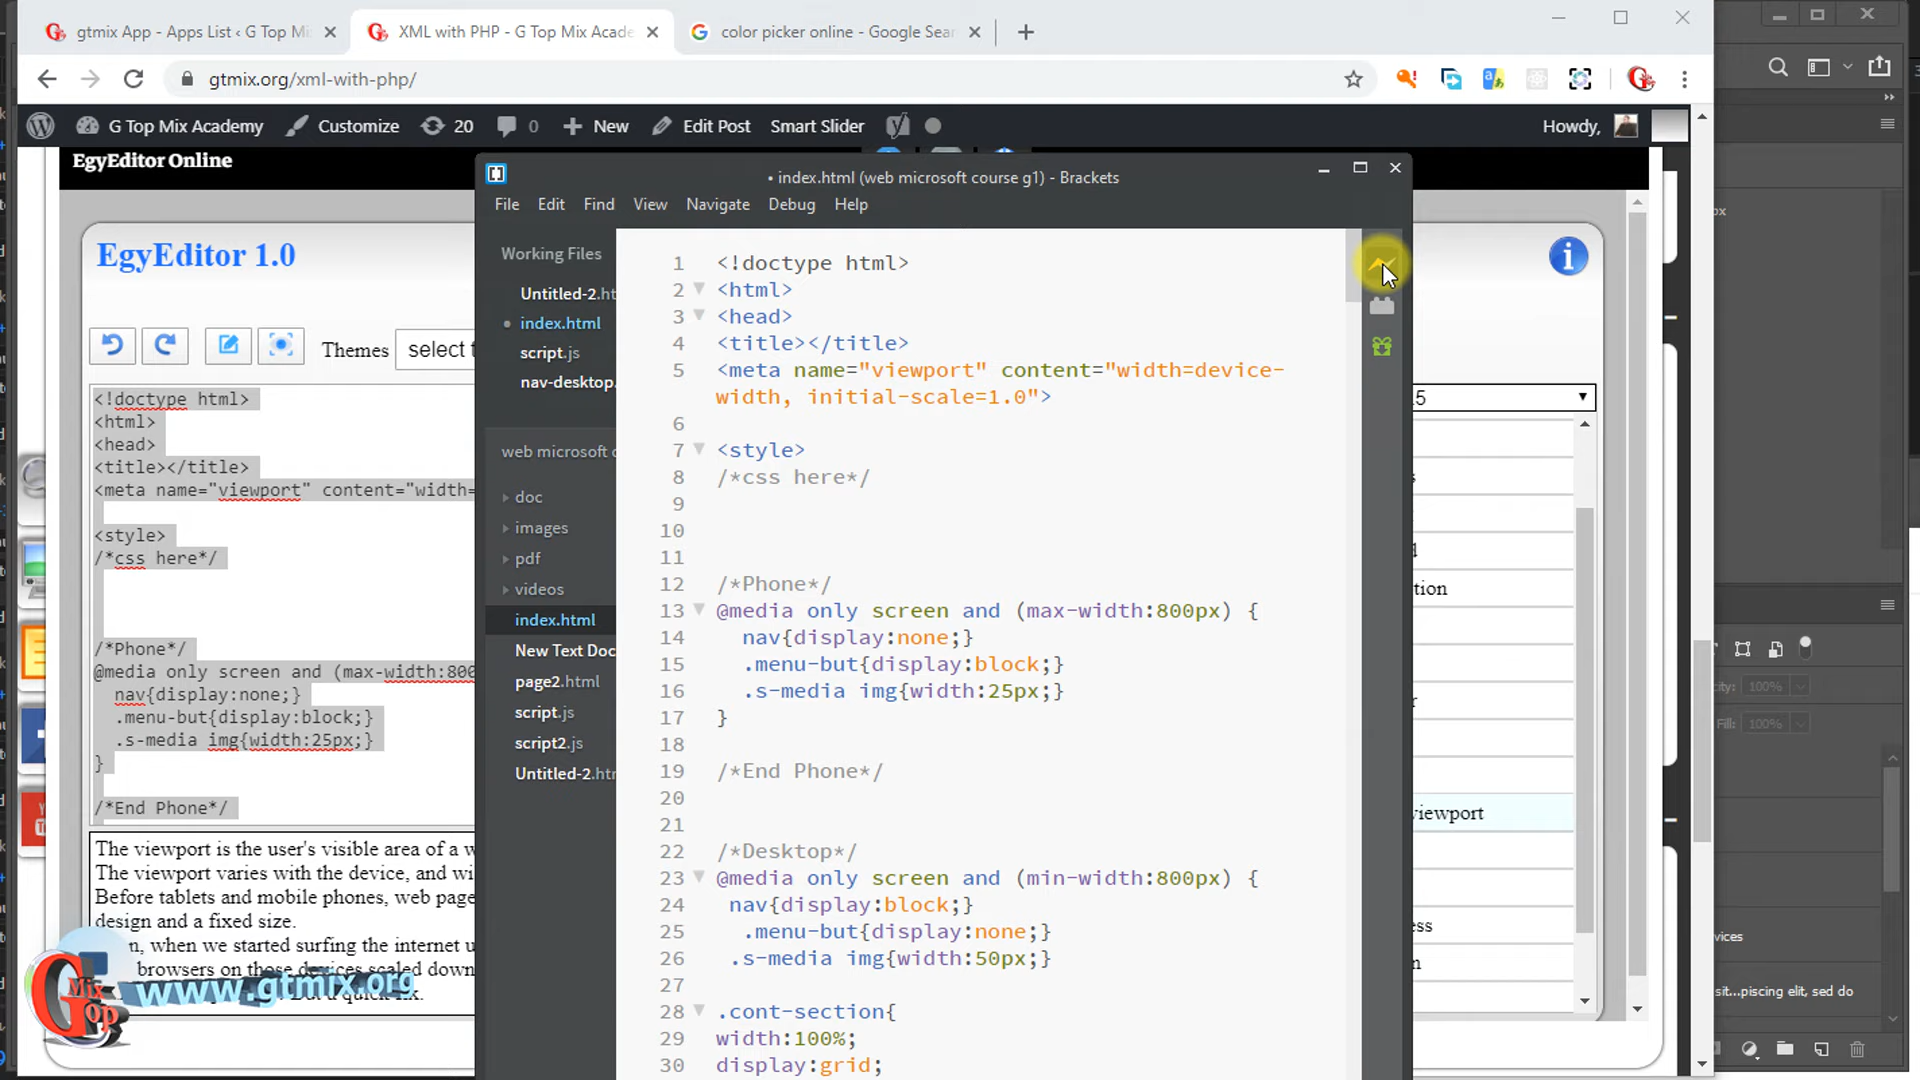 gtmix App - Apps List ‹ G Top Mi
XML with PHP - G Top Mix Acade
color picker online - Google Sear
gtmix.org/xml-with-php/
G Top Mix Academy
Customize
20
0
New
Edit Post
Smart Slider
Howdy,
EgyEditor Online
EgyEditor 1.0
Themes
select t
<!doctype html>
<html>
<head>
<title></title>
<meta name="viewport" content="width=
<style>
/*css here*/
/*Phone*/
@media only screen and (max-width:800
nav{display:none;}
.menu-but{display:block;}
.s-media img{width:25px;}
}
/*End Phone*/
The viewport is the user's visible area of a w
The viewport varies with the device, and wi
Before tablets and mobile phones, web page
design and a fixed size.
n, when we started surfing the internet u
browsers on those devices scaled down
G Top Mix
www.gtmix.org
• index.html (web microsoft course g1) - Brackets
File
Edit
Find
View
Navigate
Debug
Help
Working Files
Untitled-2.ht
index.html
script.js
nav-desktop.
web microsoft c
doc
images
pdf
videos
index.html
New Text Doc
page2.html
script.js
script2.js
Untitled-2.htm
1 <!doctype html>
2 <html>
3 <head>
4 <title></title>
5 <meta name="viewport" content="width=device-
width, initial-scale=1.0">
6
7 <style>
8 /*css here*/
9
10
11
12 /*Phone*/
13 @media only screen and (max-width:800px) {
14 nav{display:none;}
15 .menu-but{display:block;}
16 .s-media img{width:25px;}
17 }
18
19 /*End Phone*/
20
21
22 /*Desktop*/
23 @media only screen and (min-width:800px) {
24 nav{display:block;}
25 .menu-but{display:none;}
26 .s-media img{width:50px;}
27
28 .cont-section{
29 width:100%;
30 display:grid;
5
s
tion
r
viewport
ess
n
px
100%
Fill: 100%
vices
sit...piscing elit, sed do